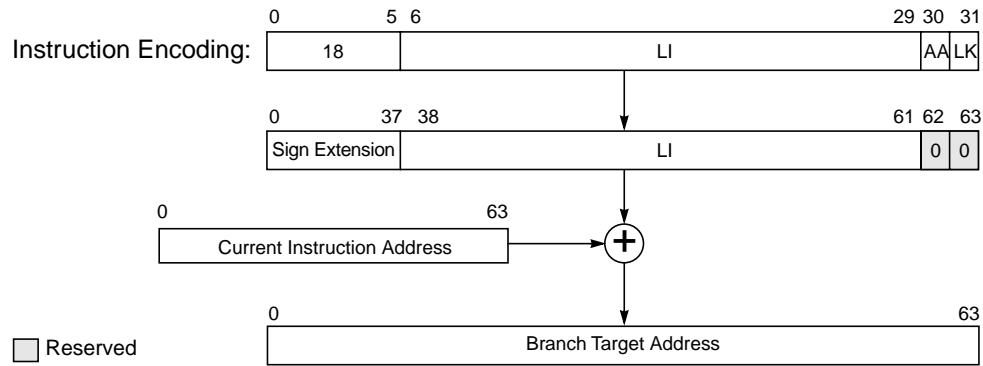 0 5 6 29 30 31
Instruction Encoding: 18 LI AA LK
0 37 38 61 62 63
Sign Extension LI 0 0
0 63
Current Instruction Address +
0 63
Branch Target Address
Reserved